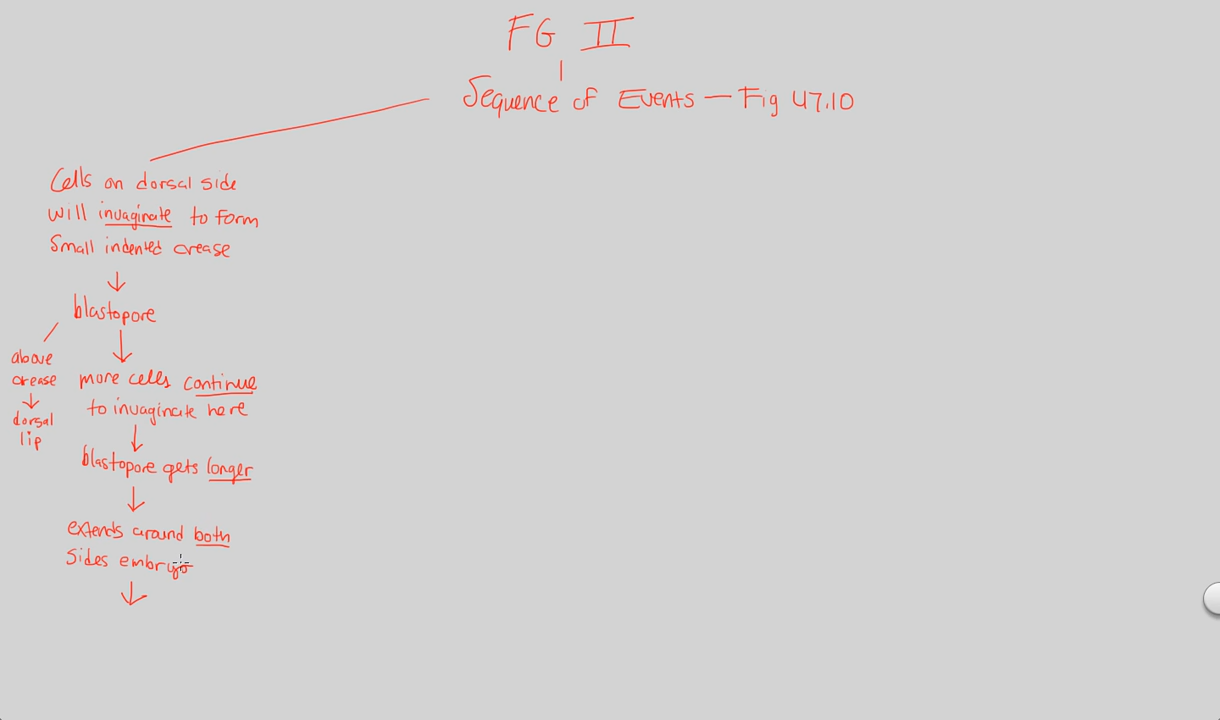 FG II
Sequence of Events — Fig 47.10
Cells on dorsal side
will invaginate to form
Small indented crease
blastopore
above
crease
dorsal
lip
more cells continue
to invaginate here
blastopore gets longer
extends around both
Sides embryo